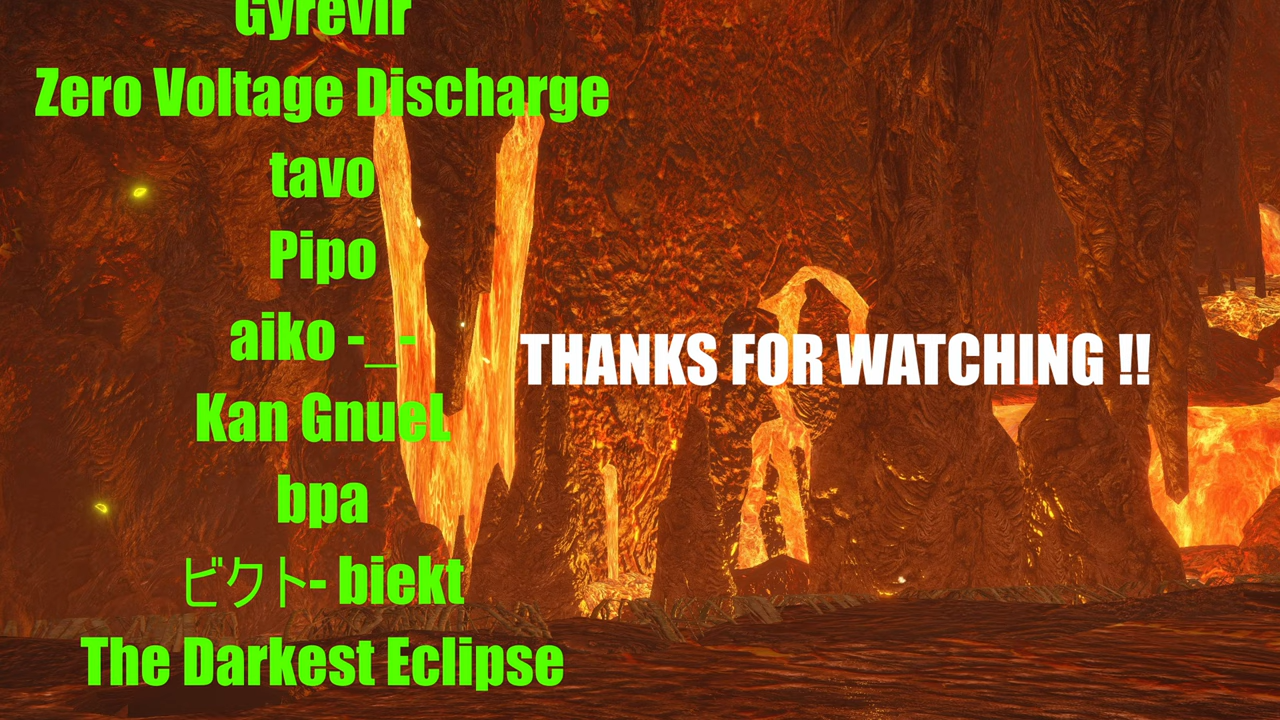 Gyrevir
Zero Voltage Discharge
tavo
Pipo
aiko -_-
THANKS FOR WATCHING !!
Kan GnueL
bpa
ビクト- biekt
The Darkest Eclipse